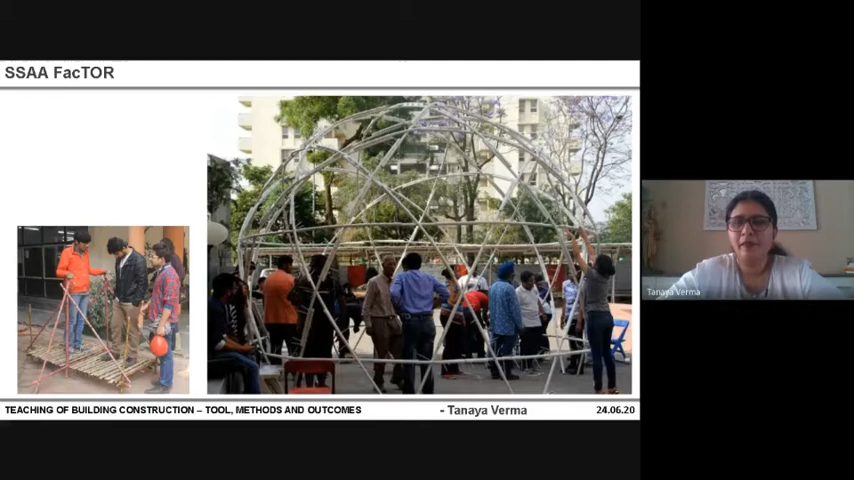 SSAA FacTOR
Tanaya Verma
TEACHING OF BUILDING CONSTRUCTION – TOOL, METHODS AND OUTCOMES
- Tanaya Verma
24.06.20